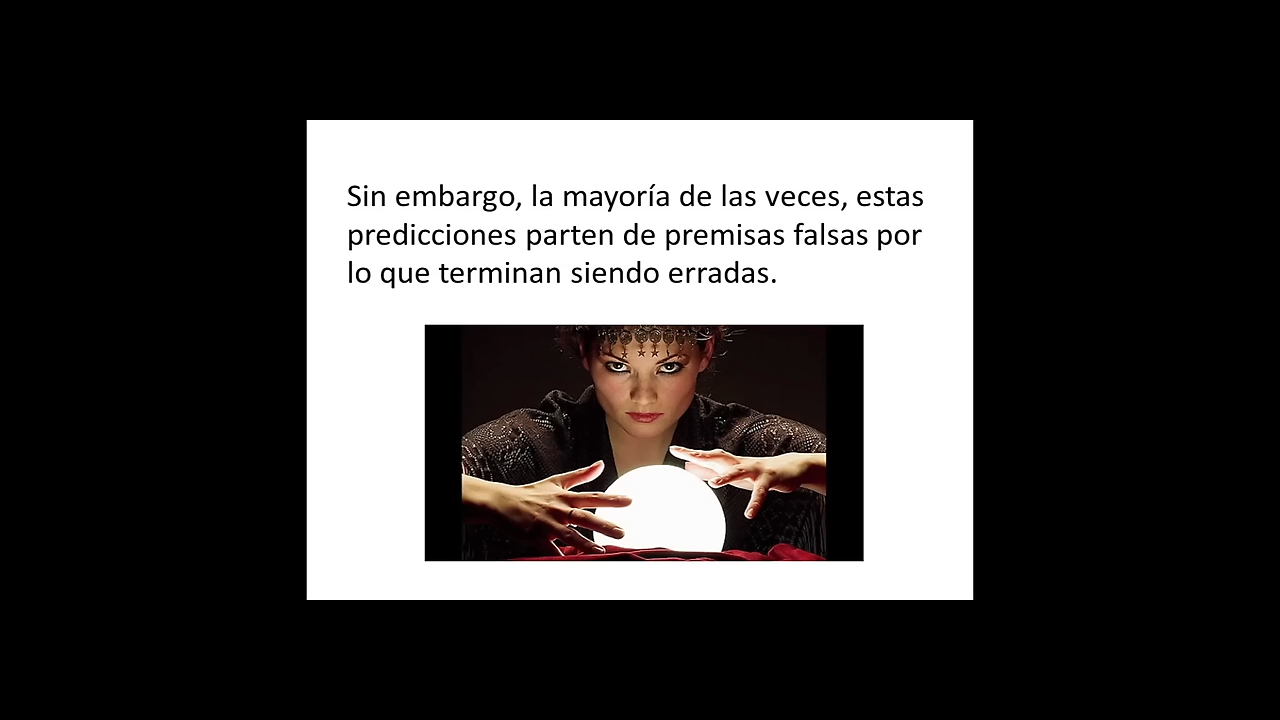 Sin embargo, la mayoría de las veces, estas
predicciones parten de premisas falsas por
lo que terminan siendo erradas.